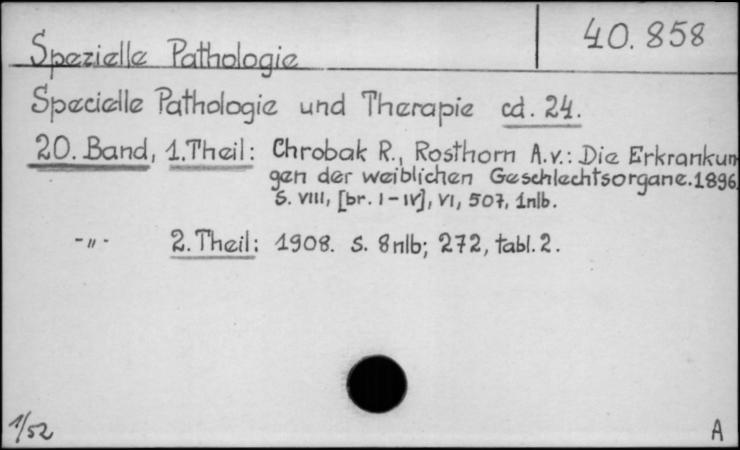 40.858
Spezielle Pathologie
Specielle Pathologie und Therapie cd. 24.
20. Band, 1. Theil: Chrobak R., Rosthorn A.v.: Die Erkrankun
gen der weiblichen Geschlechtsorgane. 1896.
S. VIII, [br. I-IV], VI, 507, 1nlb.
-〃- 2. Theil: 1908. S. 8nlb; 272, tabl. 2.
1/52
A